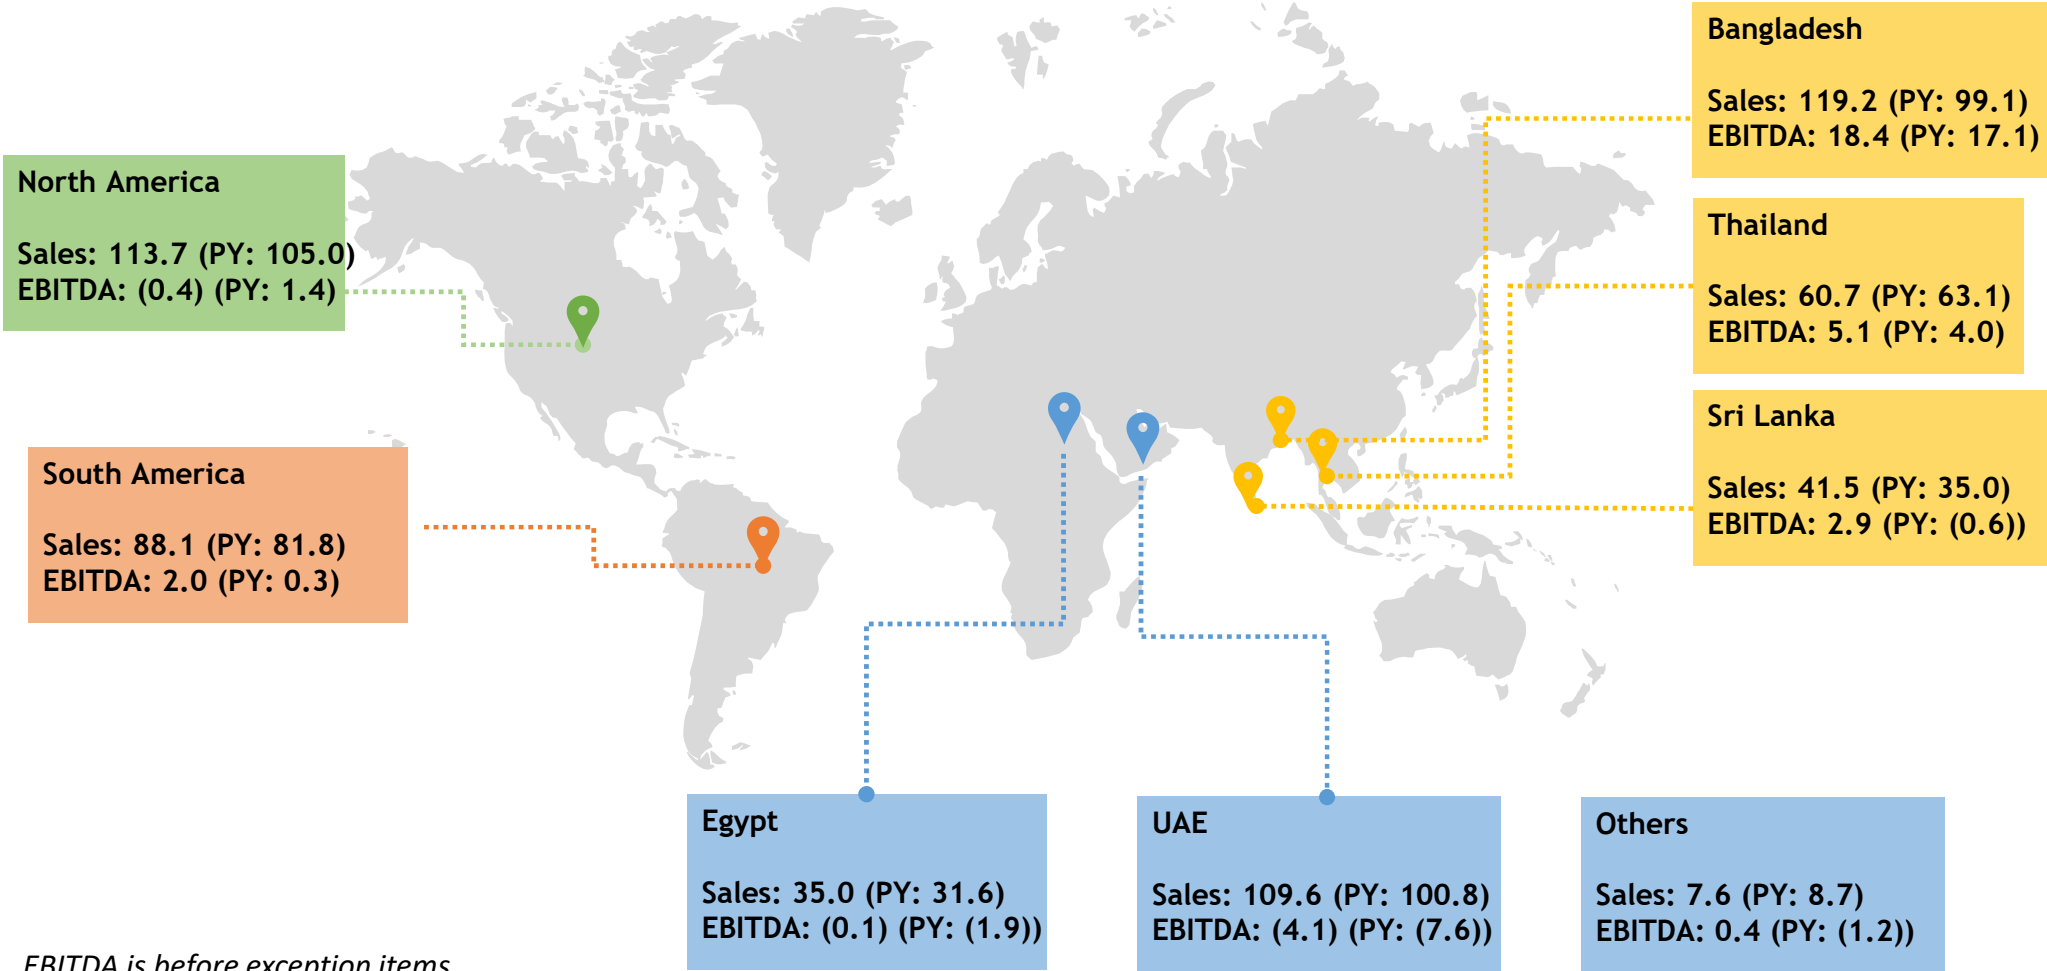 Bangladesh
Sales: 119.2 (PY: 99.1)
EBITDA: 18.4 (PY: 17.1)
North America
Sales: 113.7 (PY: 105.0)
EBITDA: (0.4) (PY: 1.4)
Thailand
Sales: 60.7 (PY: 63.1)
EBITDA: 5.1 (PY: 4.0)
Sri Lanka
Sales: 41.5 (PY: 35.0)
EBITDA: 2.9 (PY: (0.6))
South America
Sales: 88.1 (PY: 81.8)
EBITDA: 2.0 (PY: 0.3)
Egypt
Sales: 35.0 (PY: 31.6)
EBITDA: (0.1) (PY: (1.9))
UAE
Sales: 109.6 (PY: 100.8)
EBITDA: (4.1) (PY: (7.6))
Others
Sales: 7.6 (PY: 8.7)
EBITDA: 0.4 (PY: (1.2))
EBITDA is before exception items